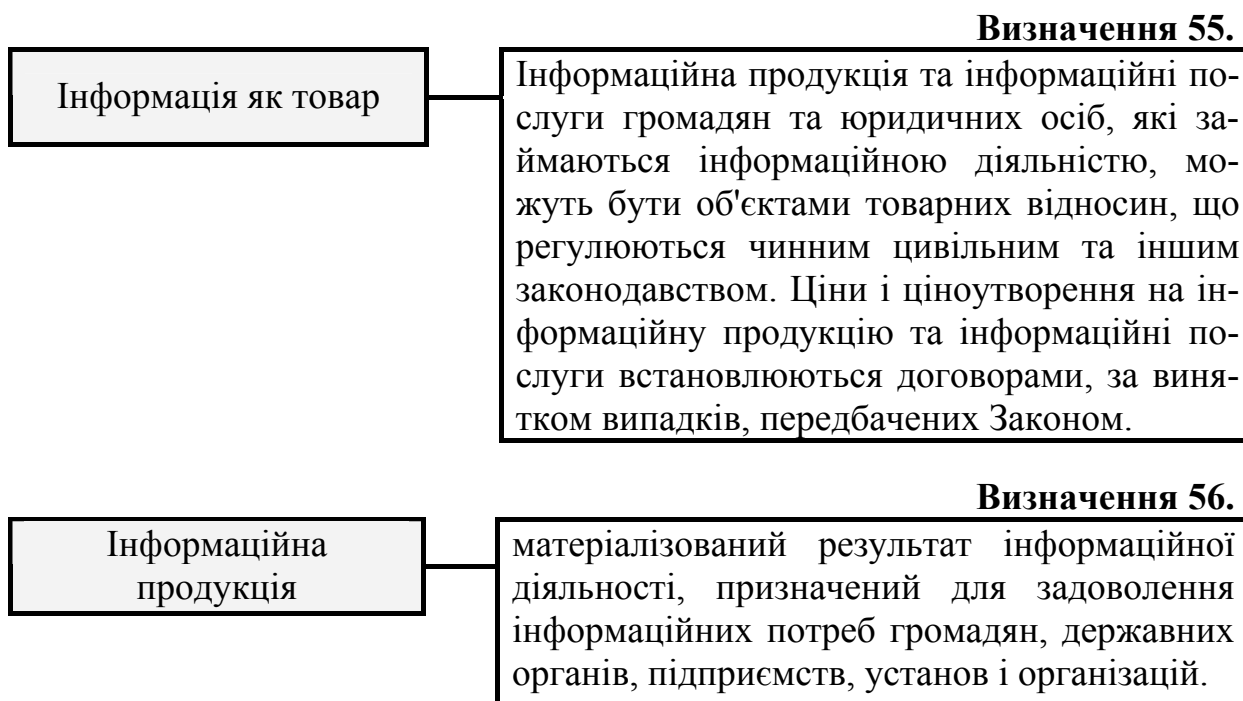 Визначення 55.
Інформація як товар
Інформаційна продукція та інформаційні по-
слуги громадян та юридичних осіб, які за-
ймаються інформаційною діяльністю, мо-
жуть бути об'єктами товарних відносин, що
регулюються чинним цивільним та іншим
законодавством. Ціни і ціноутворення на ін-
формаційну продукцію та інформаційні по-
слуги встановлюються договорами, за виня-
тком випадків, передбачених Законом.
Визначення 56.
Інформаційна
продукція
матеріалізований результат інформаційної
діяльності, призначений для задоволення
інформаційних потреб громадян, державних
органів, підприємств, установ і організацій.